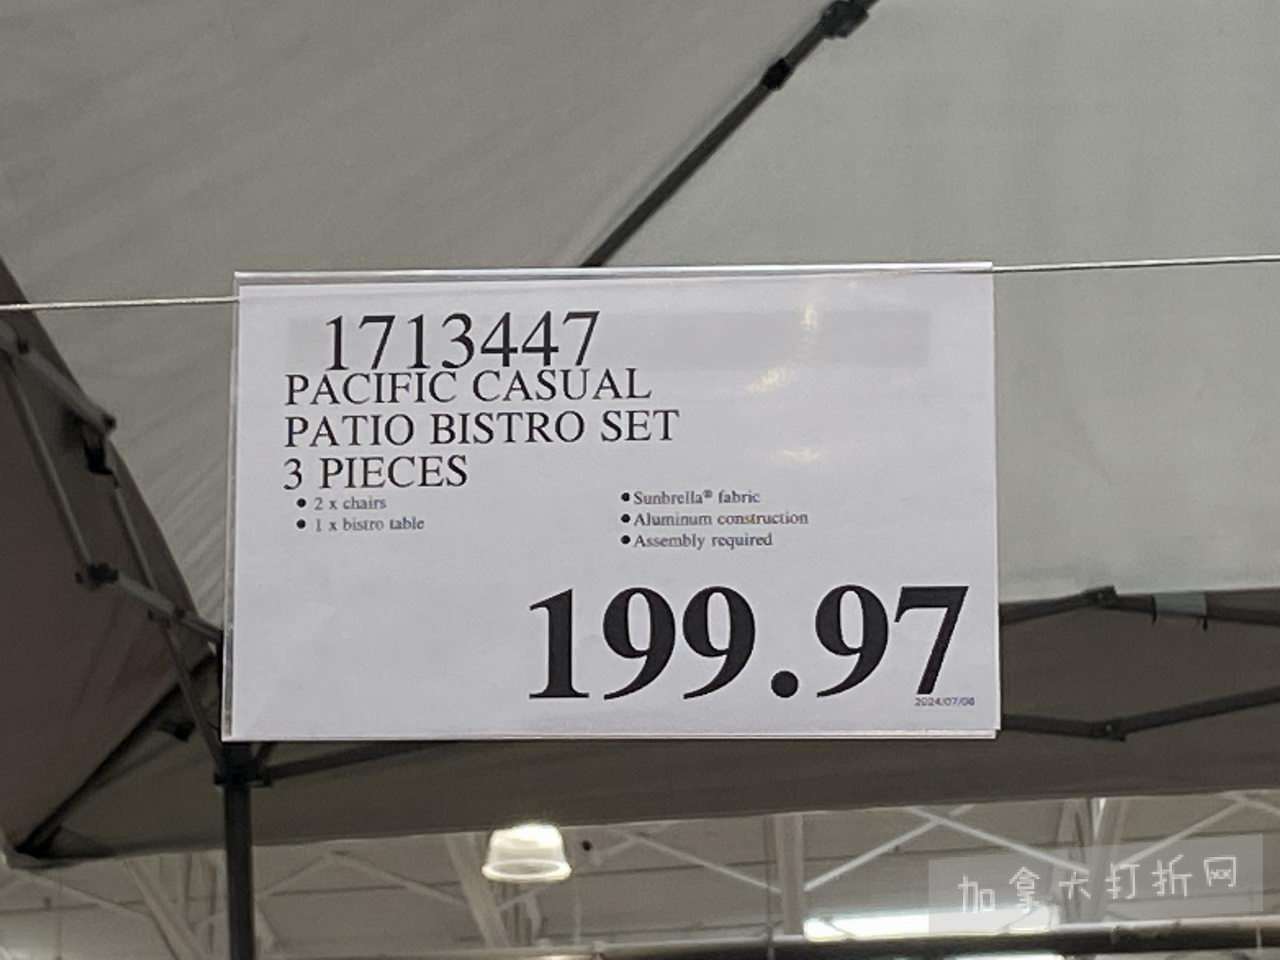 1713447
PACIFIC CASUAL
PATIO BISTRO SET
3 PIECES
• 2 x chairs
• 1 x bistro table
• Sunbrella® fabric
• Aluminum construction
• Assembly required
199.97
2024/07/06
加拿大打折网